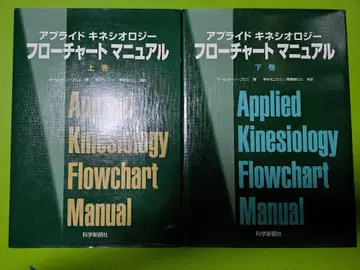 アプライド キネシオロジー
フローチャート マニュアル
上巻
Applied
Kinesiology
Flowchart
Manual
科学新聞社
アプライド キネシオロジー
フローチャート マニュアル
下巻
Applied
Kinesiology
Flowchart
Manual
科学新聞社